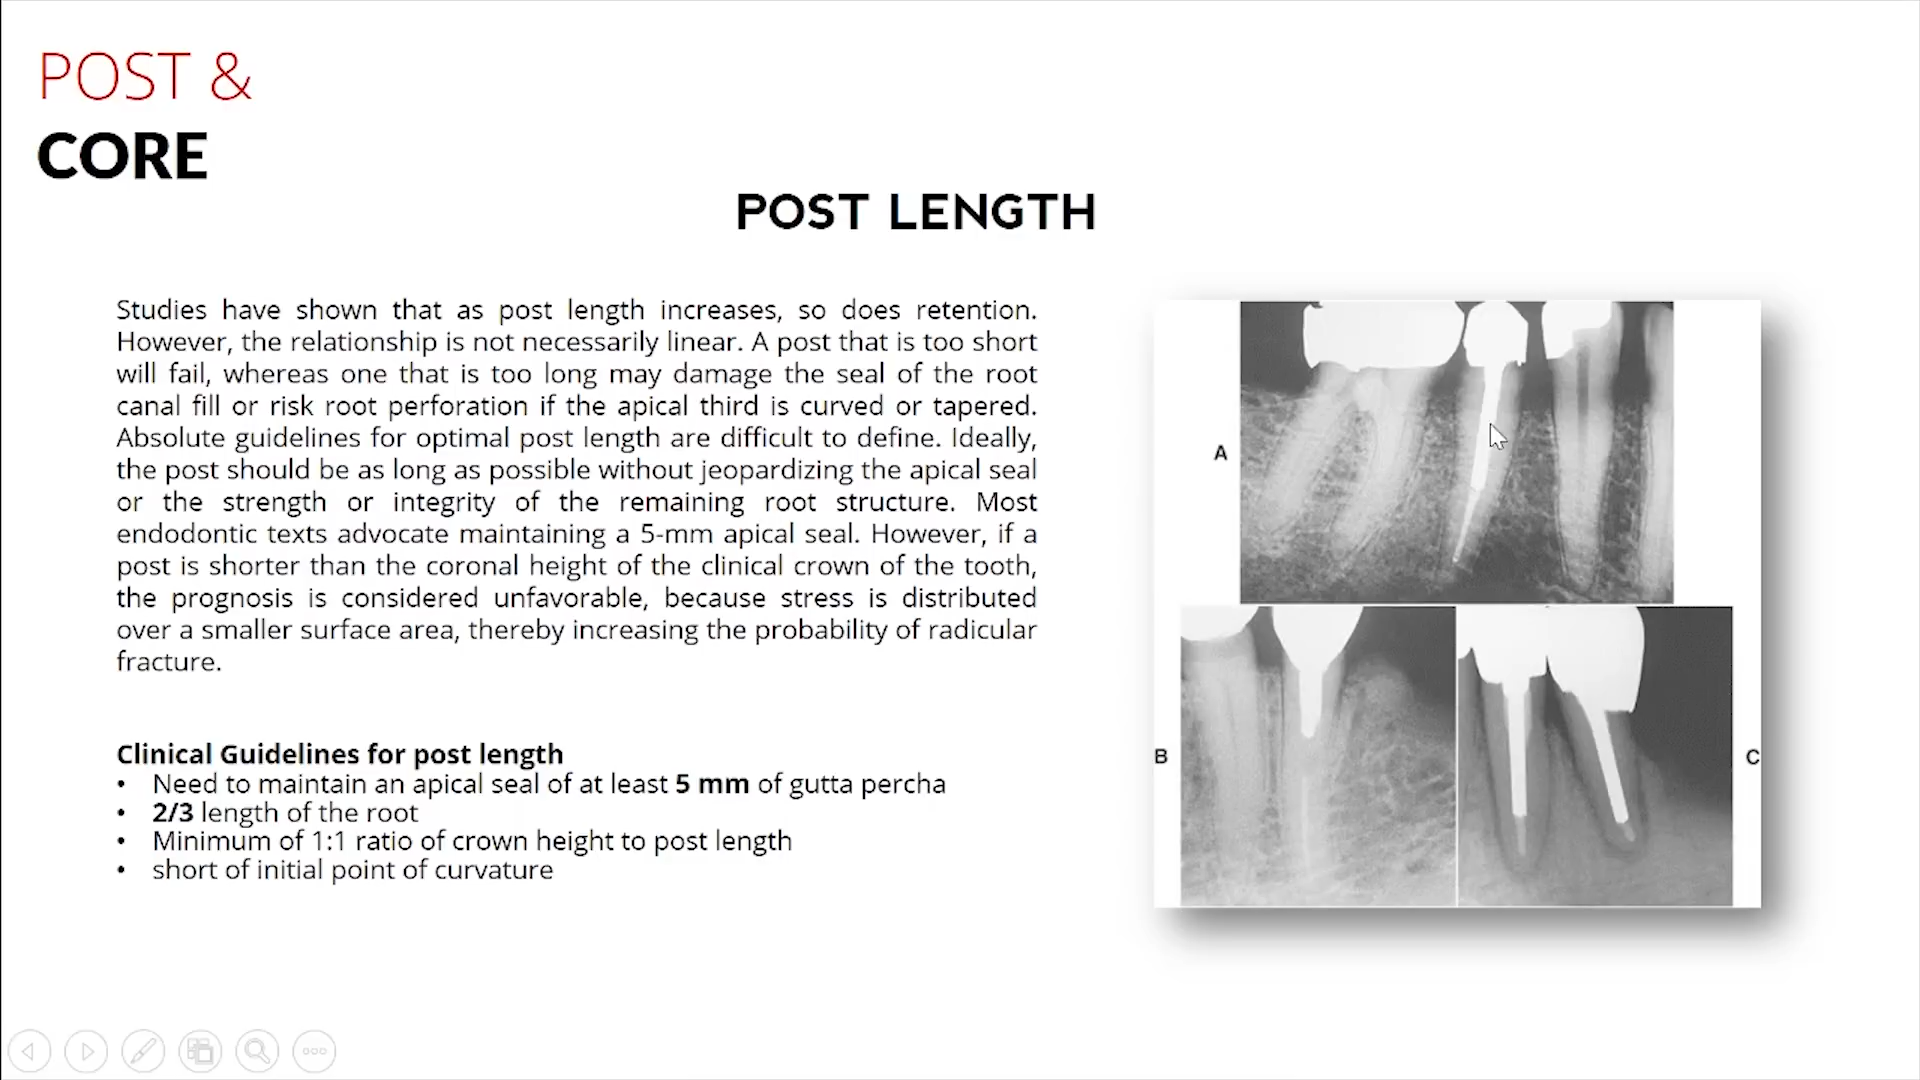 POST &
CORE
POST LENGTH
Studies have shown that as post length increases, so does retention.
However, the relationship is not necessarily linear. A post that is too short
will fail, whereas one that is too long may damage the seal of the root
canal fill or risk root perforation if the apical third is curved or tapered.
Absolute guidelines for optimal post length are difficult to define. Ideally,
the post should be as long as possible without jeopardizing the apical seal
or the strength or integrity of the remaining root structure. Most
endodontic texts advocate maintaining a 5-mm apical seal. However, if a
post is shorter than the coronal height of the clinical crown of the tooth,
the prognosis is considered unfavorable, because stress is distributed
over a smaller surface area, thereby increasing the probability of radicular
fracture.
Clinical Guidelines for post length
• Need to maintain an apical seal of at least 5 mm of gutta percha
• 2/3 length of the root
• Minimum of 1:1 ratio of crown height to post length
• short of initial point of curvature
A
B
C